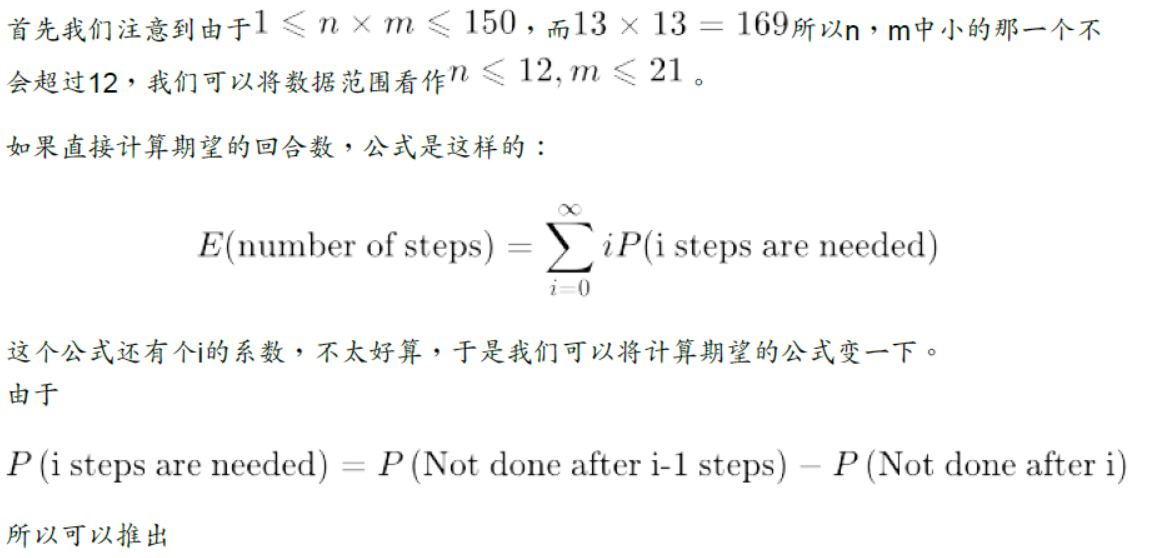 首先我们注意到由于1 ⩽ n × m ⩽ 150，而13 × 13 = 169所以n，m中小的那一个不
会超过12，我们可以将数据范围看作n ⩽ 12, m ⩽ 21。
如果直接计算期望的回合数，公式是这样的：
E(number of steps) = ∑_{i=0}^{∞} iP(i steps are needed)
这个公式还有个i的系数，不太好算，于是我们可以将计算期望的公式变一下。
由于
P (i steps are needed) = P (Not done after i-1 steps) − P (Not done after i)
所以可以推出